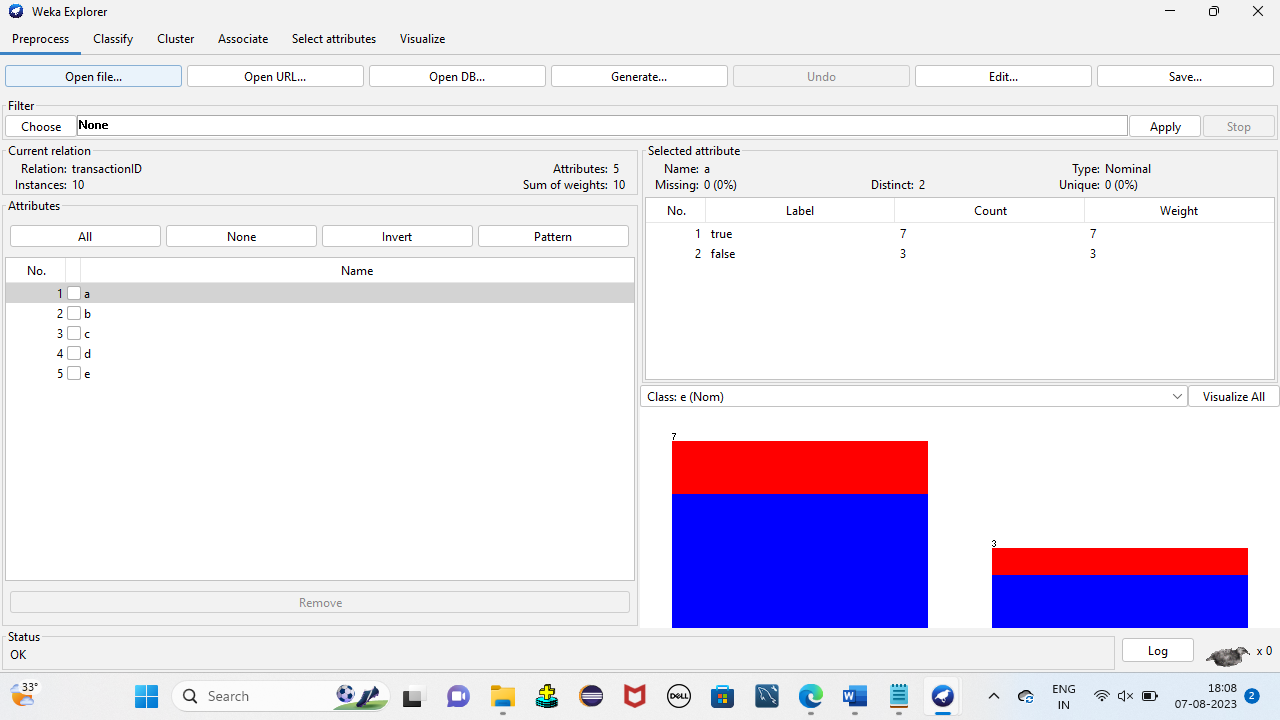 Weka Explorer
Preprocess Classify Cluster Associate Select attributes Visualize
Open file... Open URL... Open DB... Generate... Undo Edit... Save...
Filter
Choose None Apply Stop
Current relation
Relation: transactionID Attributes: 5
Instances: 10 Sum of weights: 10
Attributes
All None Invert Pattern
No. Name
1 a
2 b
3 c
4 d
5 e
Remove
Selected attribute
Name: a Type: Nominal
Missing: 0 (0%) Distinct: 2 Unique: 0 (0%)
No. Label Count Weight
1 true 7 7
2 false 3 3
Class: e (Nom) Visualize All
7
3
Status
OK
Log x 0
33°
Search
DELL
W
ENG
IN
18:08
07-08-2023
2